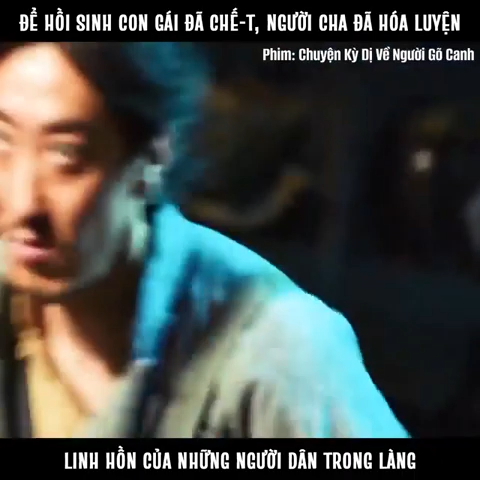 ĐỂ HỒI SINH CON GÁI ĐÃ CHẾ-T, NGƯỜI CHA ĐÃ HÓA LUYỆN
Phim: Chuyện Kỳ Dị Về Người Gõ Canh
LINH HỒN CỦA NHỮNG NGƯỜI DÂN TRONG LÀNG